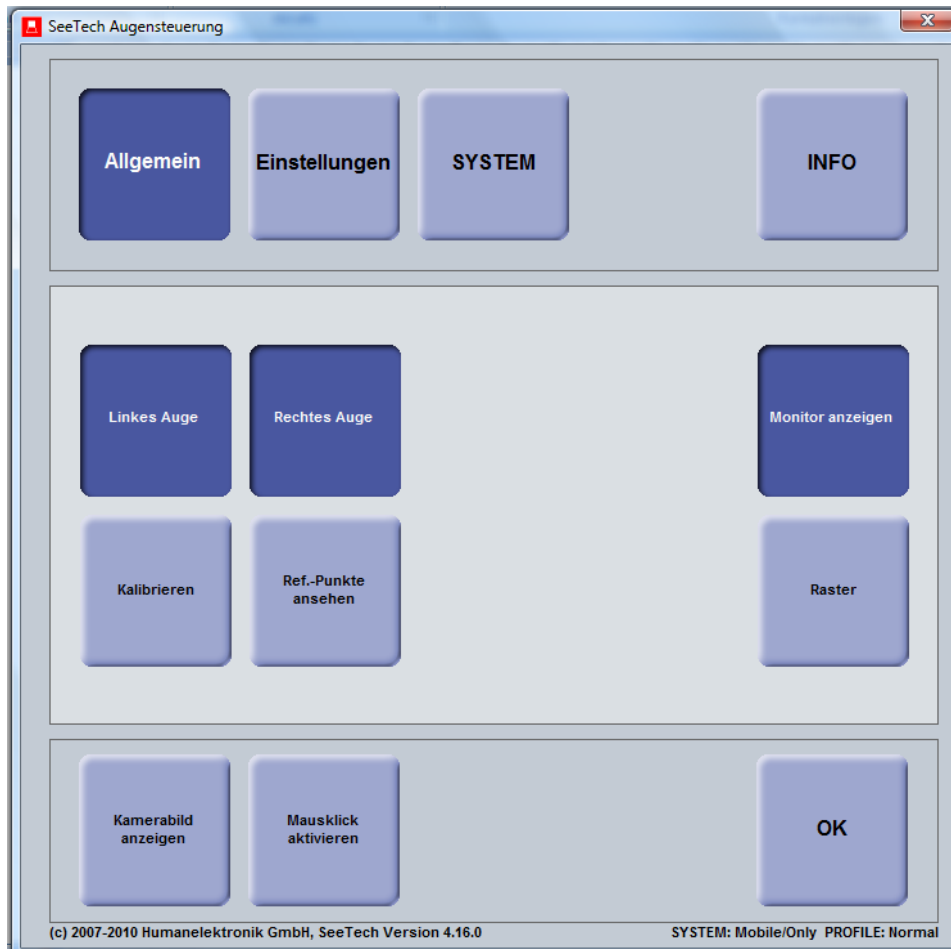 SeeTech Augensteuerung
Allgemein
Einstellungen
SYSTEM
INFO
Linkes Auge
Rechtes Auge
Monitor anzeigen
Kalibrieren
Ref.-Punkte
ansehen
Raster
Kamerabild
anzeigen
Mausklick
aktivieren
OK
(c) 2007-2010 Humanelektronik GmbH, SeeTech Version 4.16.0
SYSTEM: Mobile/Only PROFILE: Normal